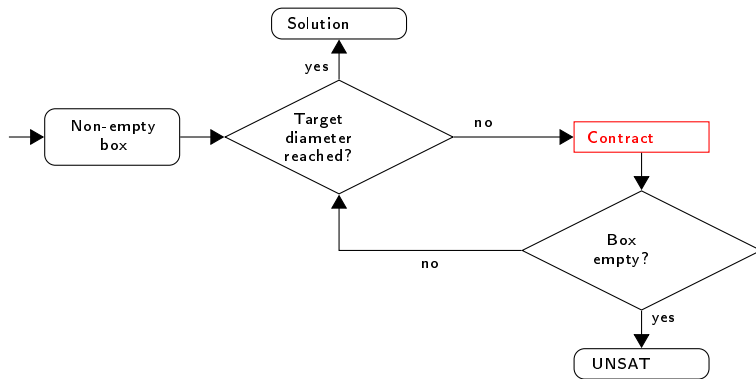 Solution
yes
Non-empty
box
Target
diameter
reached?
no
Contract
Box
empty?
no
yes
UNSAT